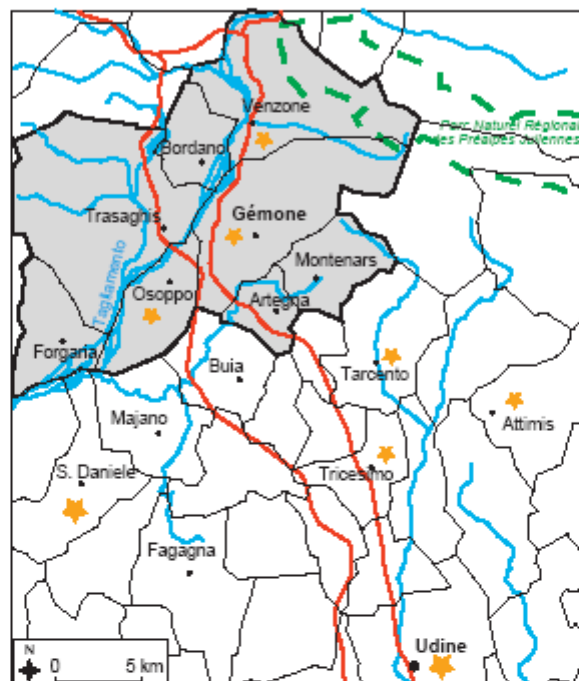 Venzone
Parc Naturel Régional
des Préalpes Juliennes
Bordano
Trasaghis
Gémone
Tagliamento
Montenars
Osoppo
Artegna
Forgaria
Buia
Tarcento
Majano
Attimis
S. Daniele
Tricesimo
Fagagna
Udine
N
0 5 km